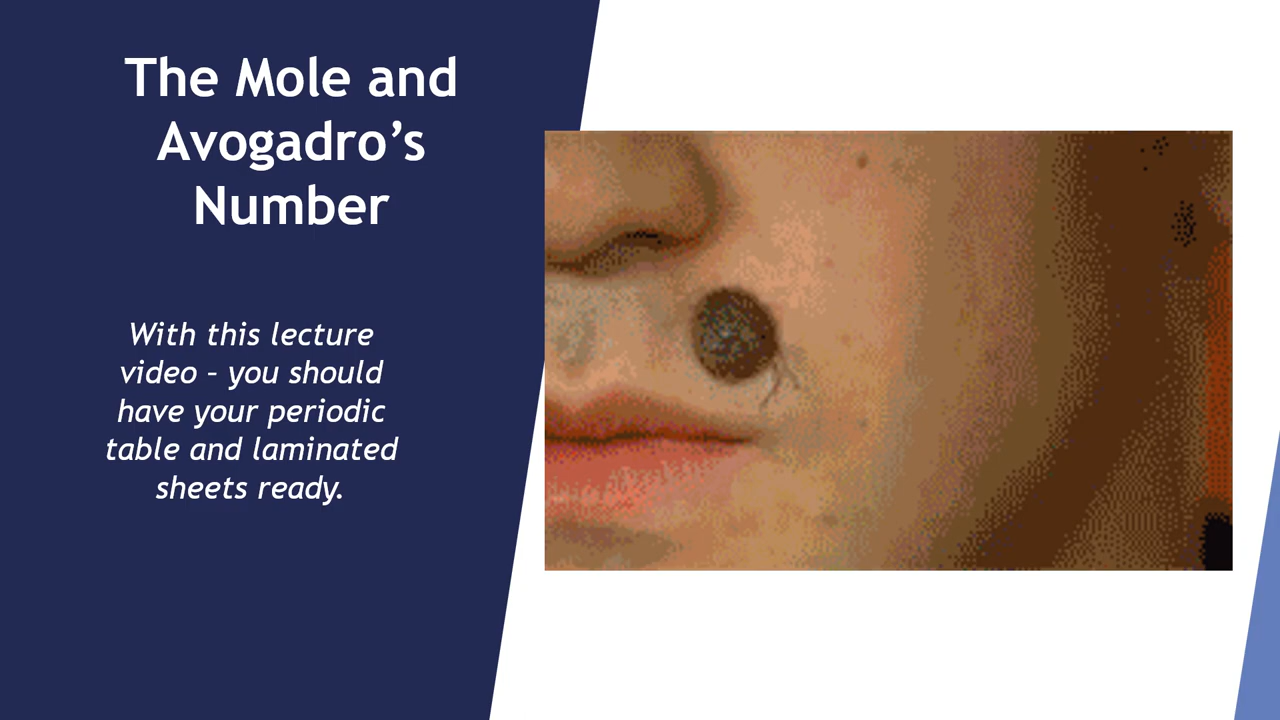 The Mole and
Avogadro’s
Number
With this lecture
video – you should
have your periodic
table and laminated
sheets ready.